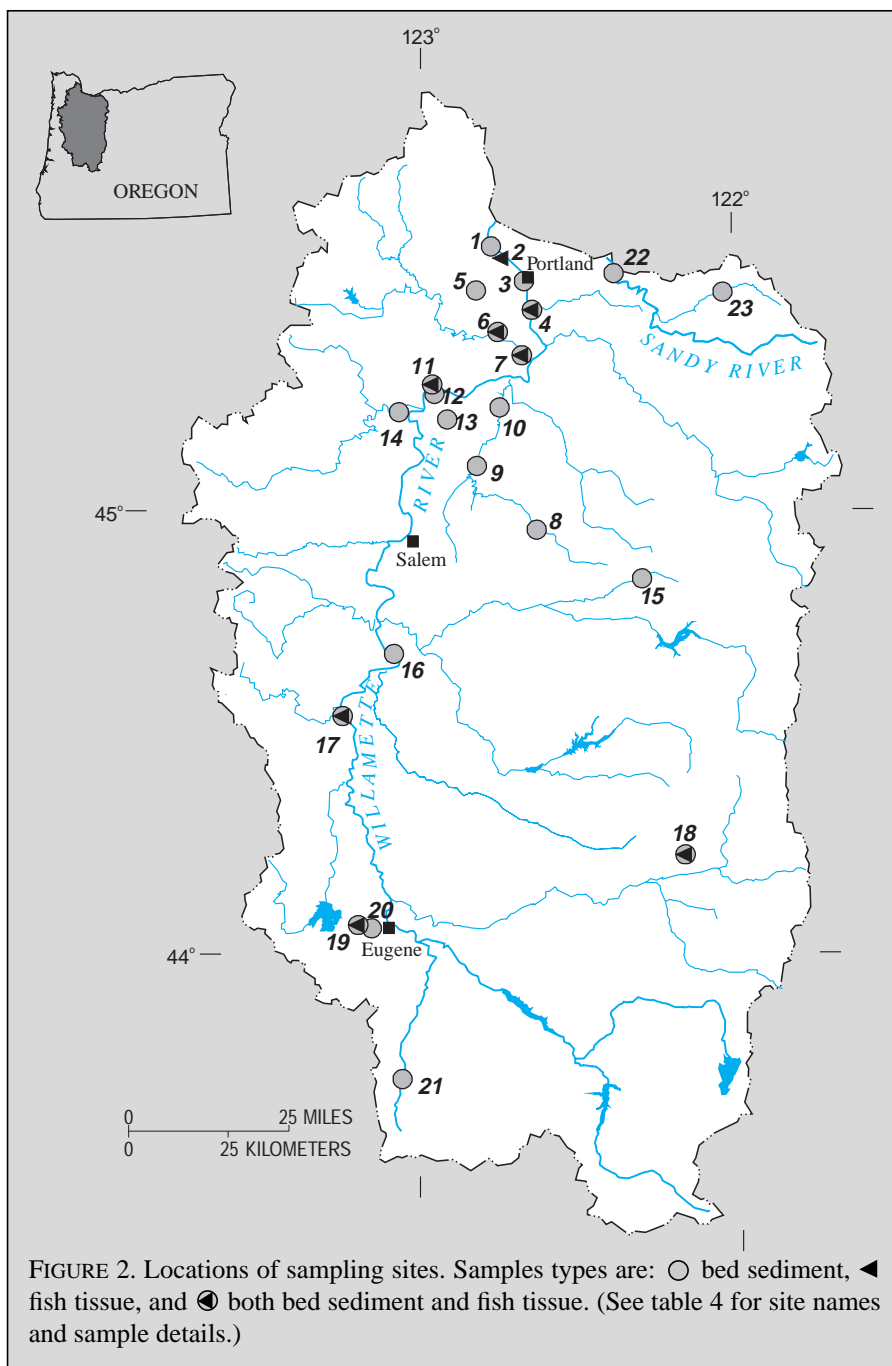 123°
OREGON
122°
1
2
Portland
22
3
5
23
4
6
7
SANDY RIVER
11
12
14
13
10
RIVER
9
45°
8
Salem
15
16
WILLAMETTE
17
18
20
19
Eugene
44°
21
0 25 MILES
0 25 KILOMETERS
FIGURE 2. Locations of sampling sites. Samples types are: bed sediment,
fish tissue, and both bed sediment and fish tissue. (See table 4 for site names
and sample details.)